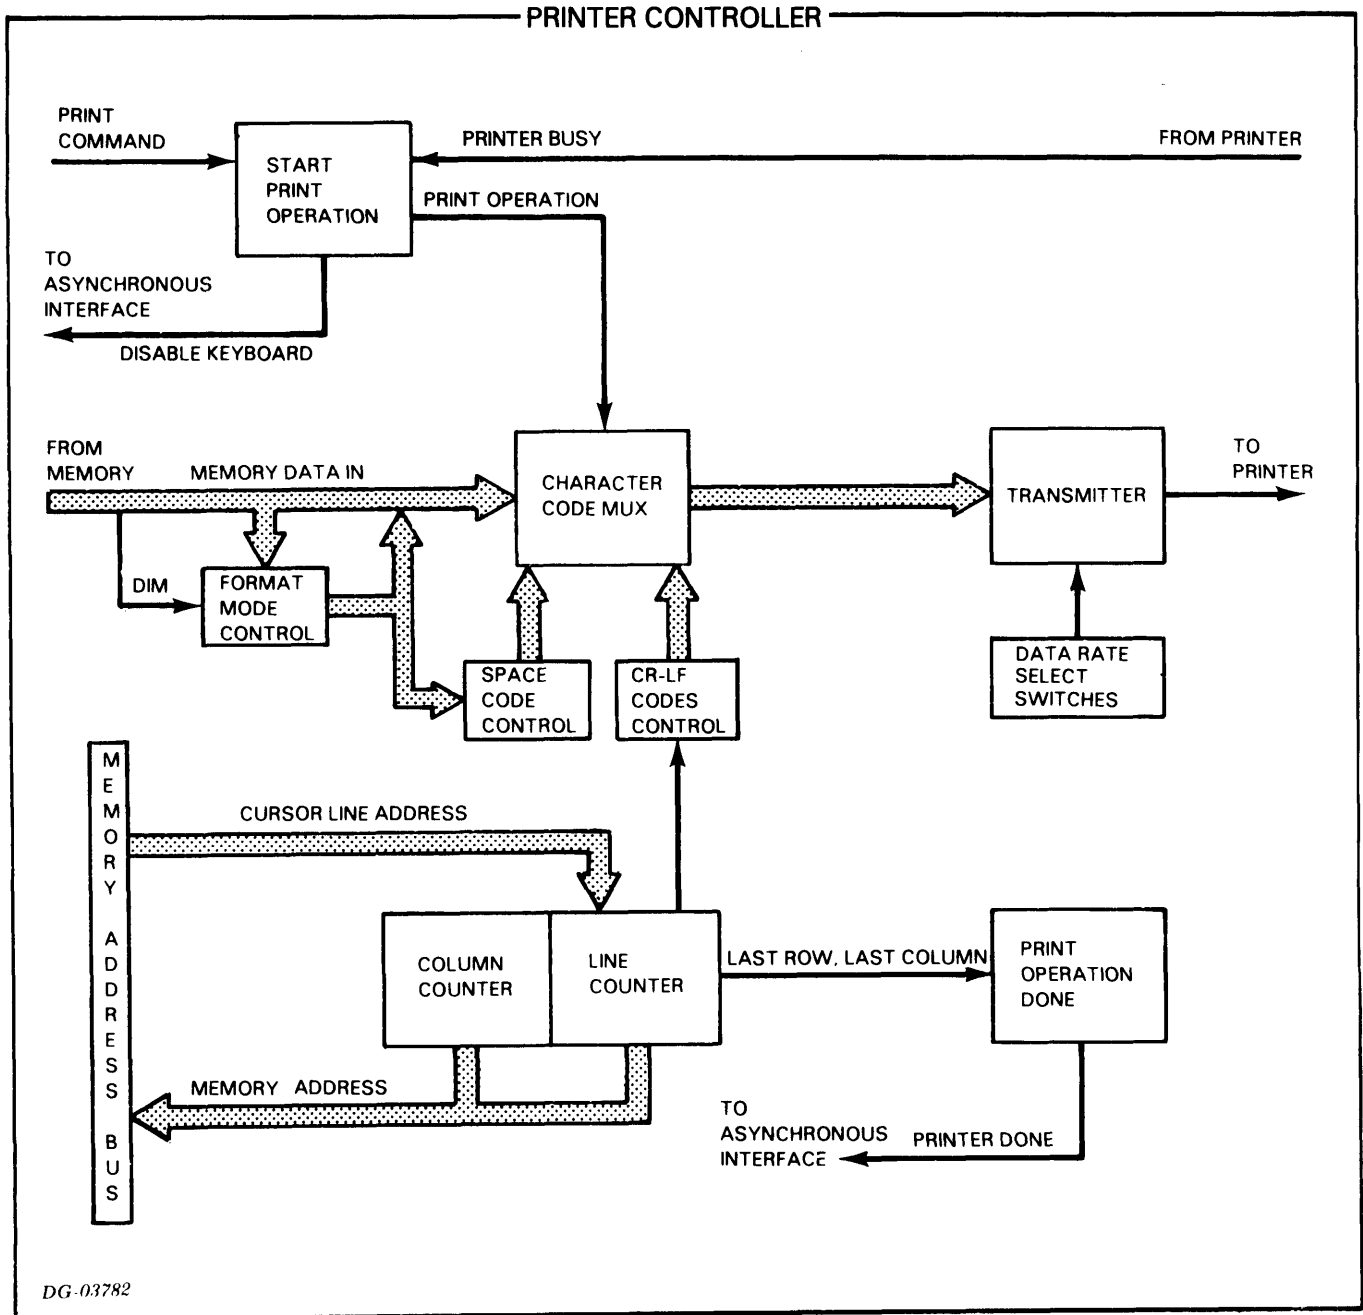 PRINTER CONTROLLER
PRINT
COMMAND
START
PRINT
OPERATION
PRINTER BUSY
FROM PRINTER
PRINT OPERATION
TO
ASYNCHRONOUS
INTERFACE
DISABLE KEYBOARD
FROM
MEMORY
MEMORY DATA IN
CHARACTER
CODE MUX
TRANSMITTER
TO
PRINTER
DIM
FORMAT
MODE
CONTROL
SPACE
CODE
CONTROL
CR-LF
CODES
CONTROL
DATA RATE
SELECT
SWITCHES
MEMORY ADDRESS BUS
CURSOR LINE ADDRESS
COLUMN
COUNTER
LINE
COUNTER
LAST ROW, LAST COLUMN
PRINT
OPERATION
DONE
MEMORY ADDRESS
TO
ASYNCHRONOUS
INTERFACE
PRINTER DONE
DG-03782